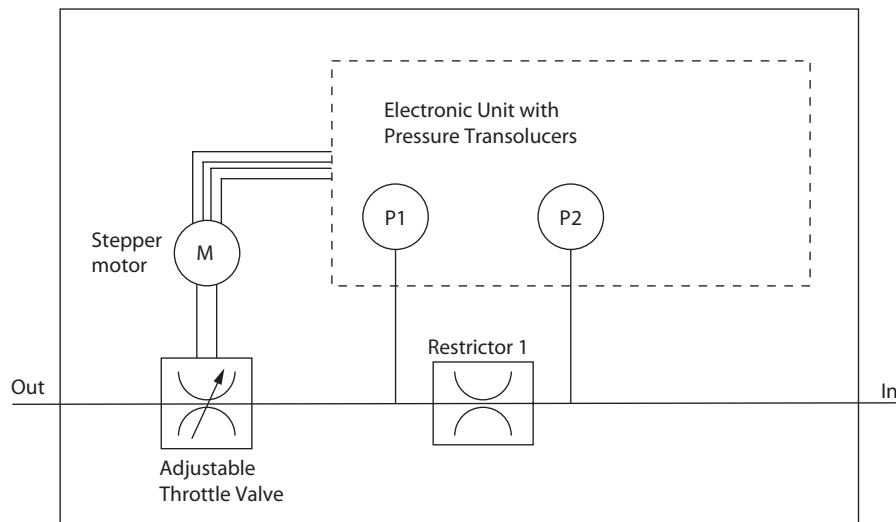 Electronic Unit with
Pressure Transolucers
P1
P2
Stepper
motor
M
Restrictor 1
Out
In
Adjustable
Throttle Valve